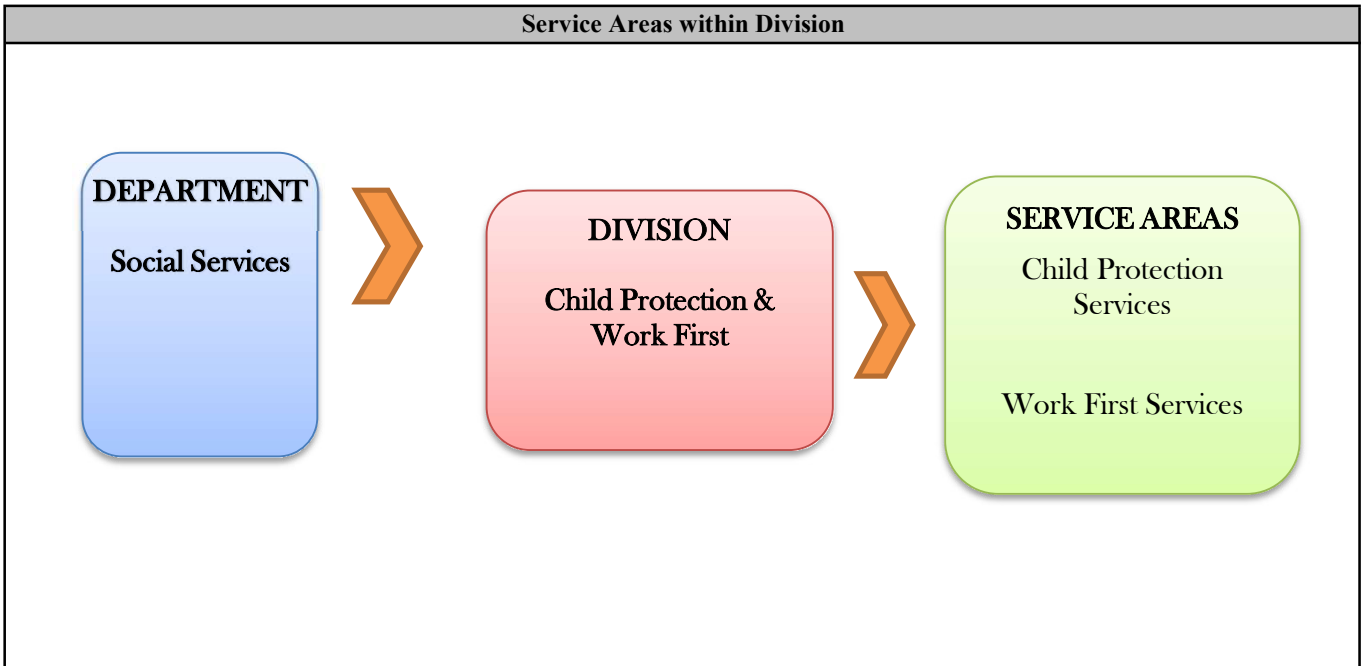 Service Areas within Division
DEPARTMENT
Social Services
DIVISION
Child Protection &
Work First
SERVICE AREAS
Child Protection
Services
Work First Services